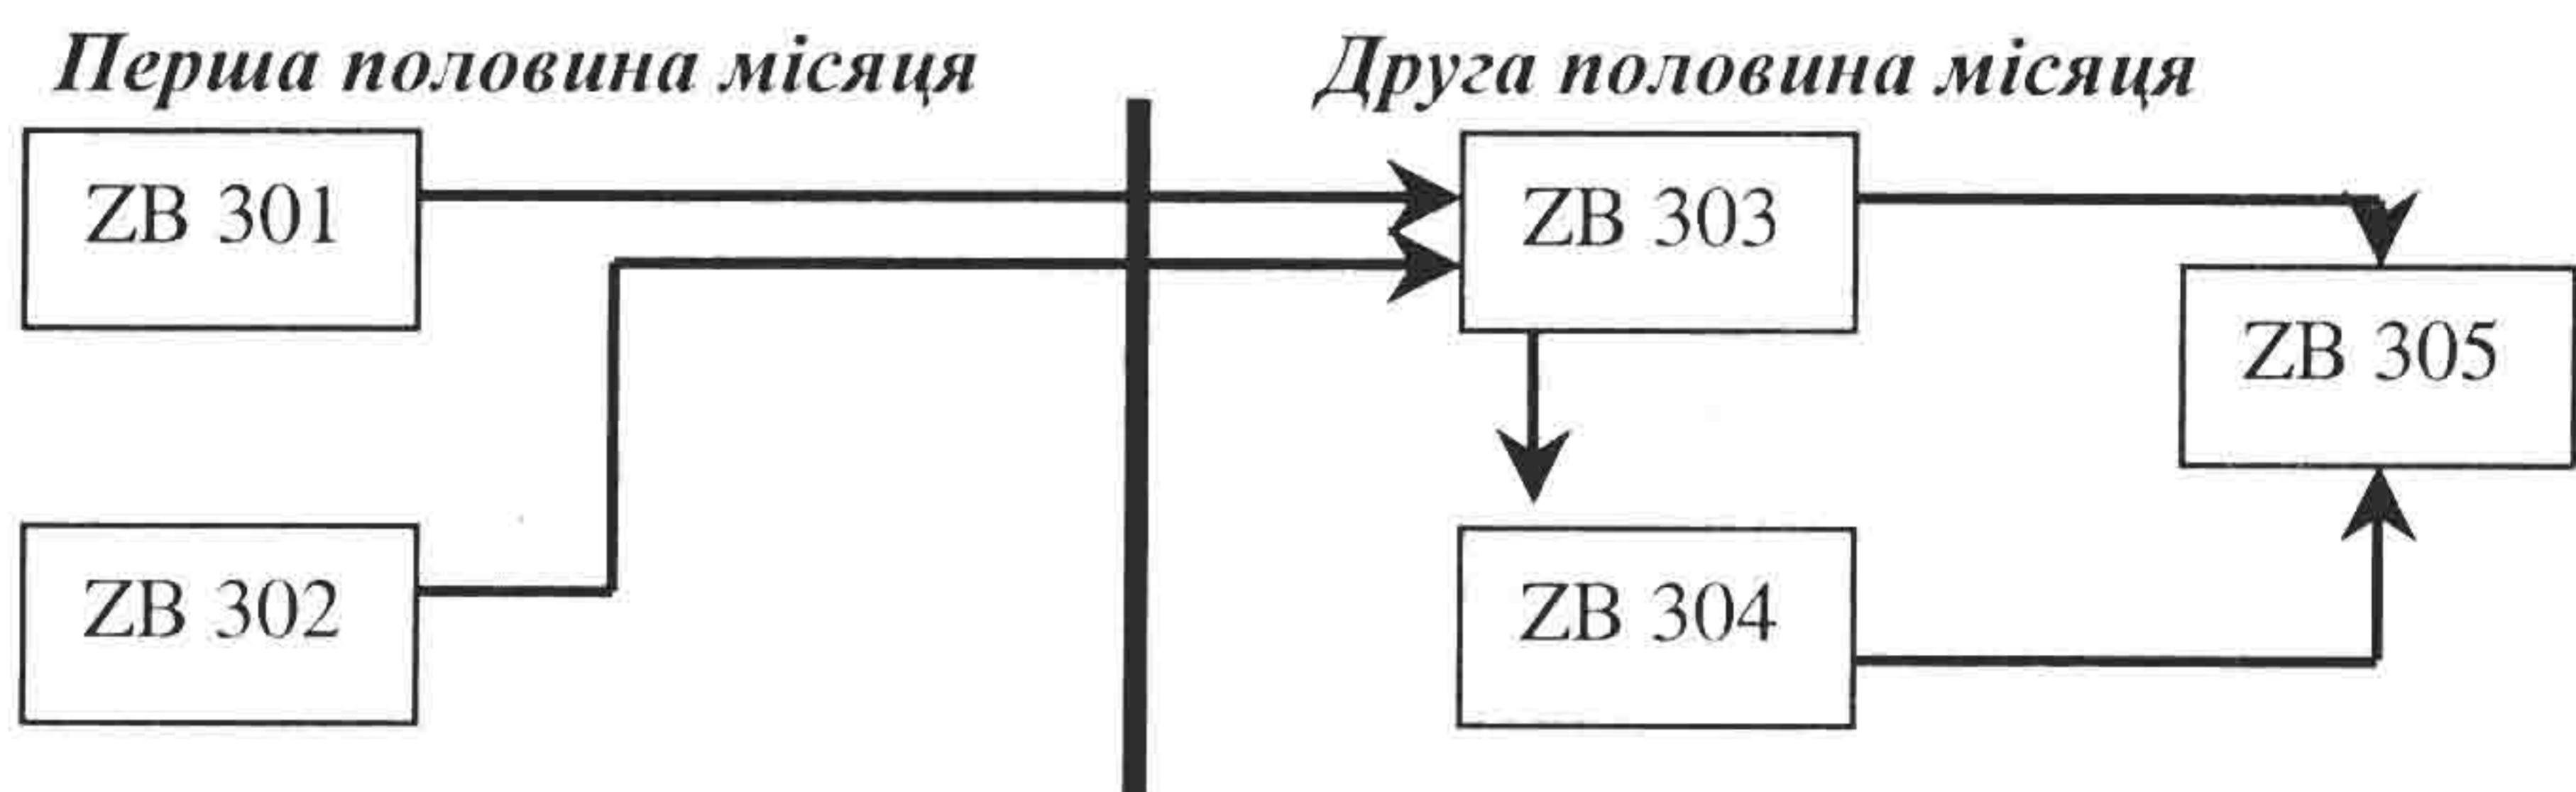 Перша половина місяця
Друга половина місяця
ZB 301
ZB 303
ZB 305
ZB 302
ZB 304